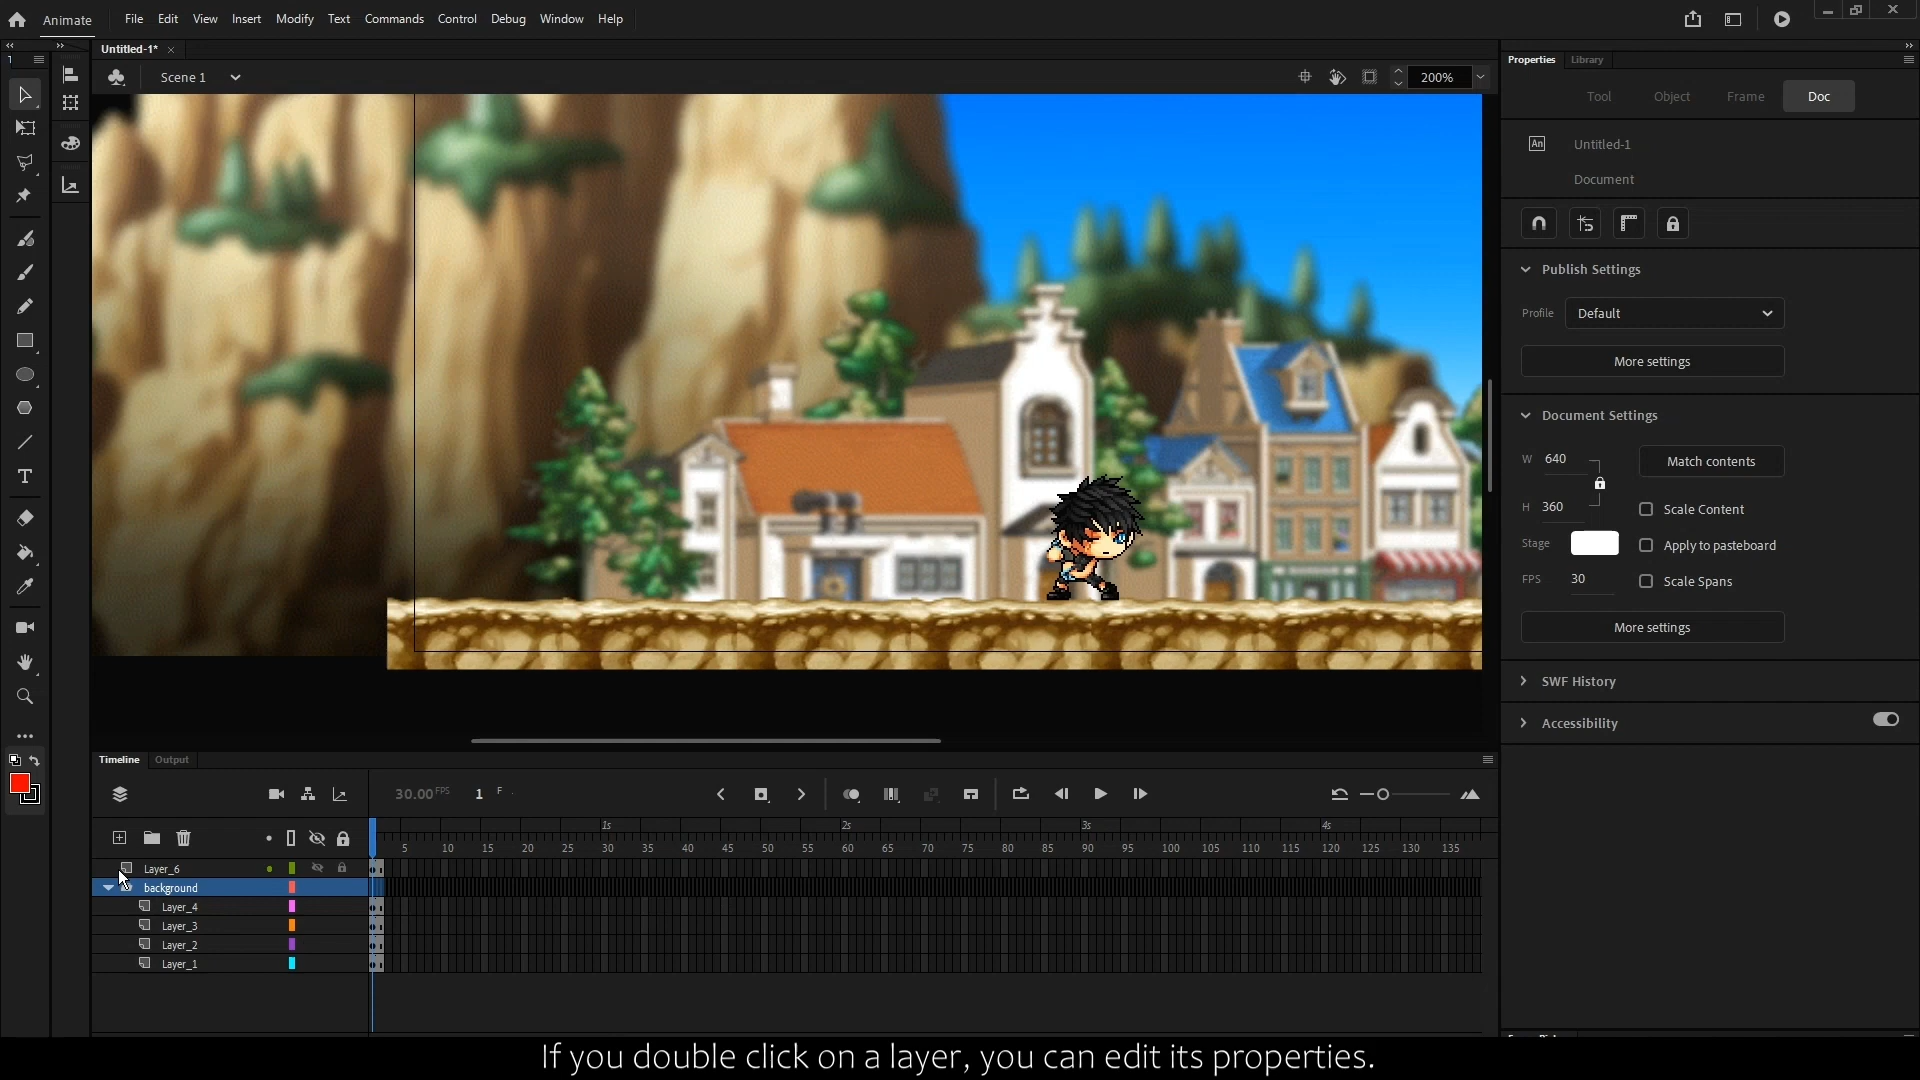 Animate File Edit View Insert Modify Text Commands Control Debug Window Help
Untitled-1*
Scene 1
200%
Properties Library
Tool Object Frame Doc
An Untitled-1
Document
Publish Settings
Profile Default
More settings
Document Settings
W 640 Match contents
H 360 Scale Content
Stage Apply to pasteboard
FPS 30 Scale Spans
More settings
SWF History
Accessibility
Timeline Output
30.00 FPS 1 F
1s 2s 3s 4s
5 10 15 20 25 30 35 40 45 50 55 60 65 70 75 80 85 90 95 100 105 110 115 120 125 130 135
Layer_6
background
Layer_4
Layer_3
Layer_2
Layer_1
If you double click on a layer, you can edit its properties.